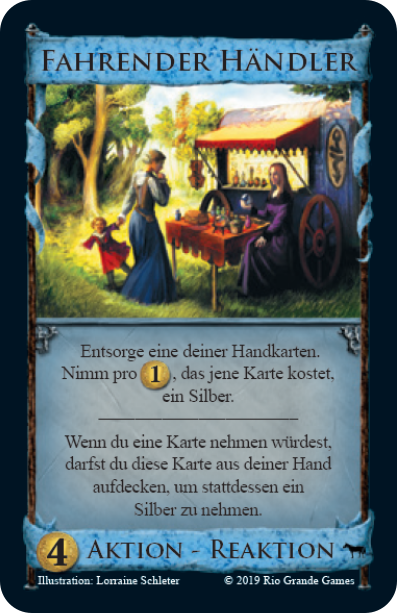 FAHRENDER HÄNDLER
Entsorge eine deiner Handkarten.
Nimm pro 1, das jene Karte kostet,
ein Silber.
Wenn du eine Karte nehmen würdest,
darfst du diese Karte aus deiner Hand
aufdecken, um stattdessen ein
Silber zu nehmen.
4 AKTION - REAKTION
Illustration: Lorraine Schleter © 2019 Rio Grande Games